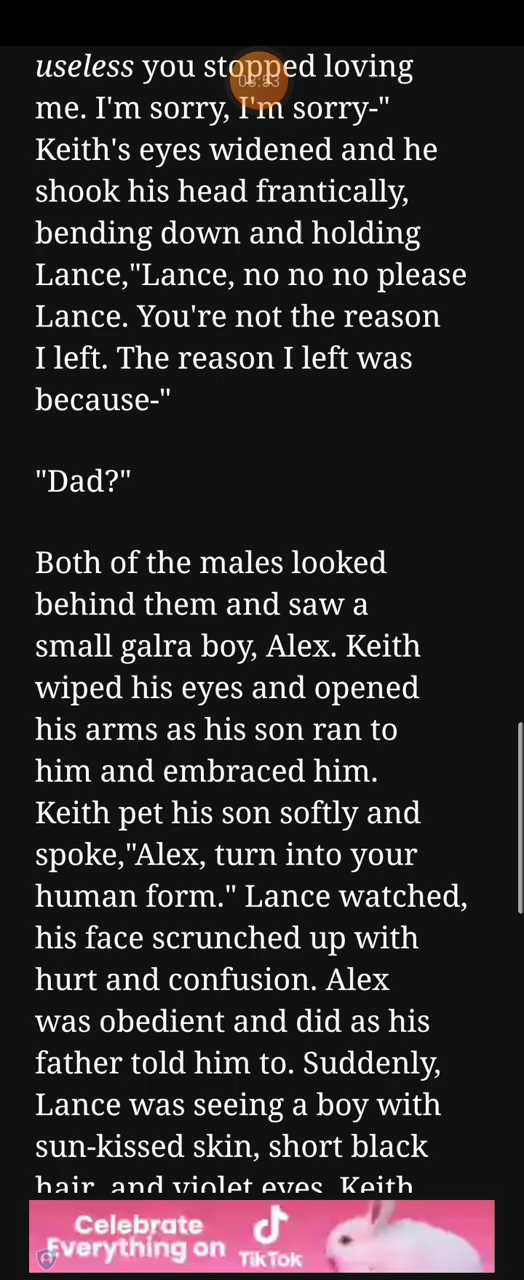 useless you stopped loving
me. I'm sorry, I'm sorry-"
Keith's eyes widened and he
shook his head frantically,
bending down and holding
Lance,"Lance, no no no please
Lance. You're not the reason
I left. The reason I left was
because-"
"Dad?"
Both of the males looked
behind them and saw a
small galra boy, Alex. Keith
wiped his eyes and opened
his arms as his son ran to
him and embraced him.
Keith pet his son softly and
spoke,"Alex, turn into your
human form." Lance watched,
his face scrunched up with
hurt and confusion. Alex
was obedient and did as his
father told him to. Suddenly,
Lance was seeing a boy with
sun-kissed skin, short black
hair, and violet eyes. Keith
Celebrate
Everything on
TikTok